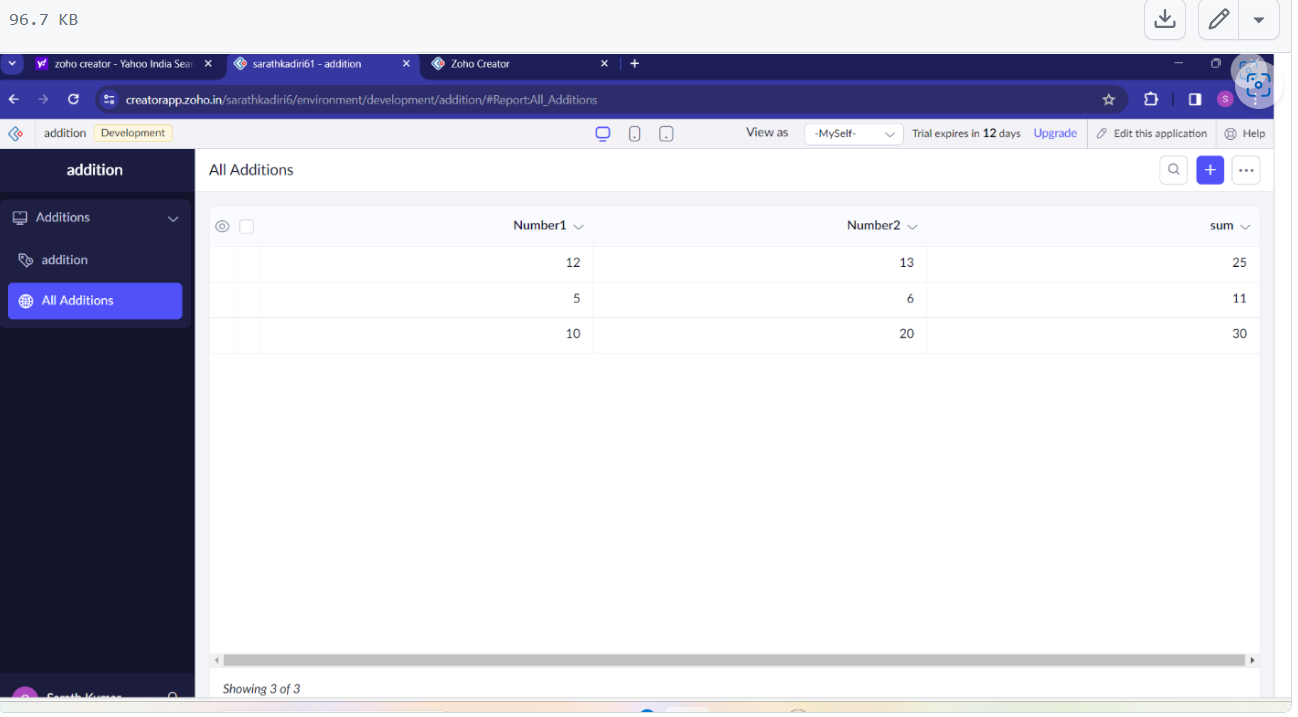 96.7 KB
zoho creator - Yahoo India Sear
sarathkadiri61 - addition
Zoho Creator
creatorapp.zoho.in/sarathkadiri6/environment/development/addition/#Report:All_Additions
S
addition Development View as -MySelf- Trial expires in 12 days Upgrade Edit this application Help
addition
All Additions
Additions
addition
All Additions
Number1 Number2 sum
12 13 25
5 6 11
10 20 30
Showing 3 of 3
Sarath Kumar